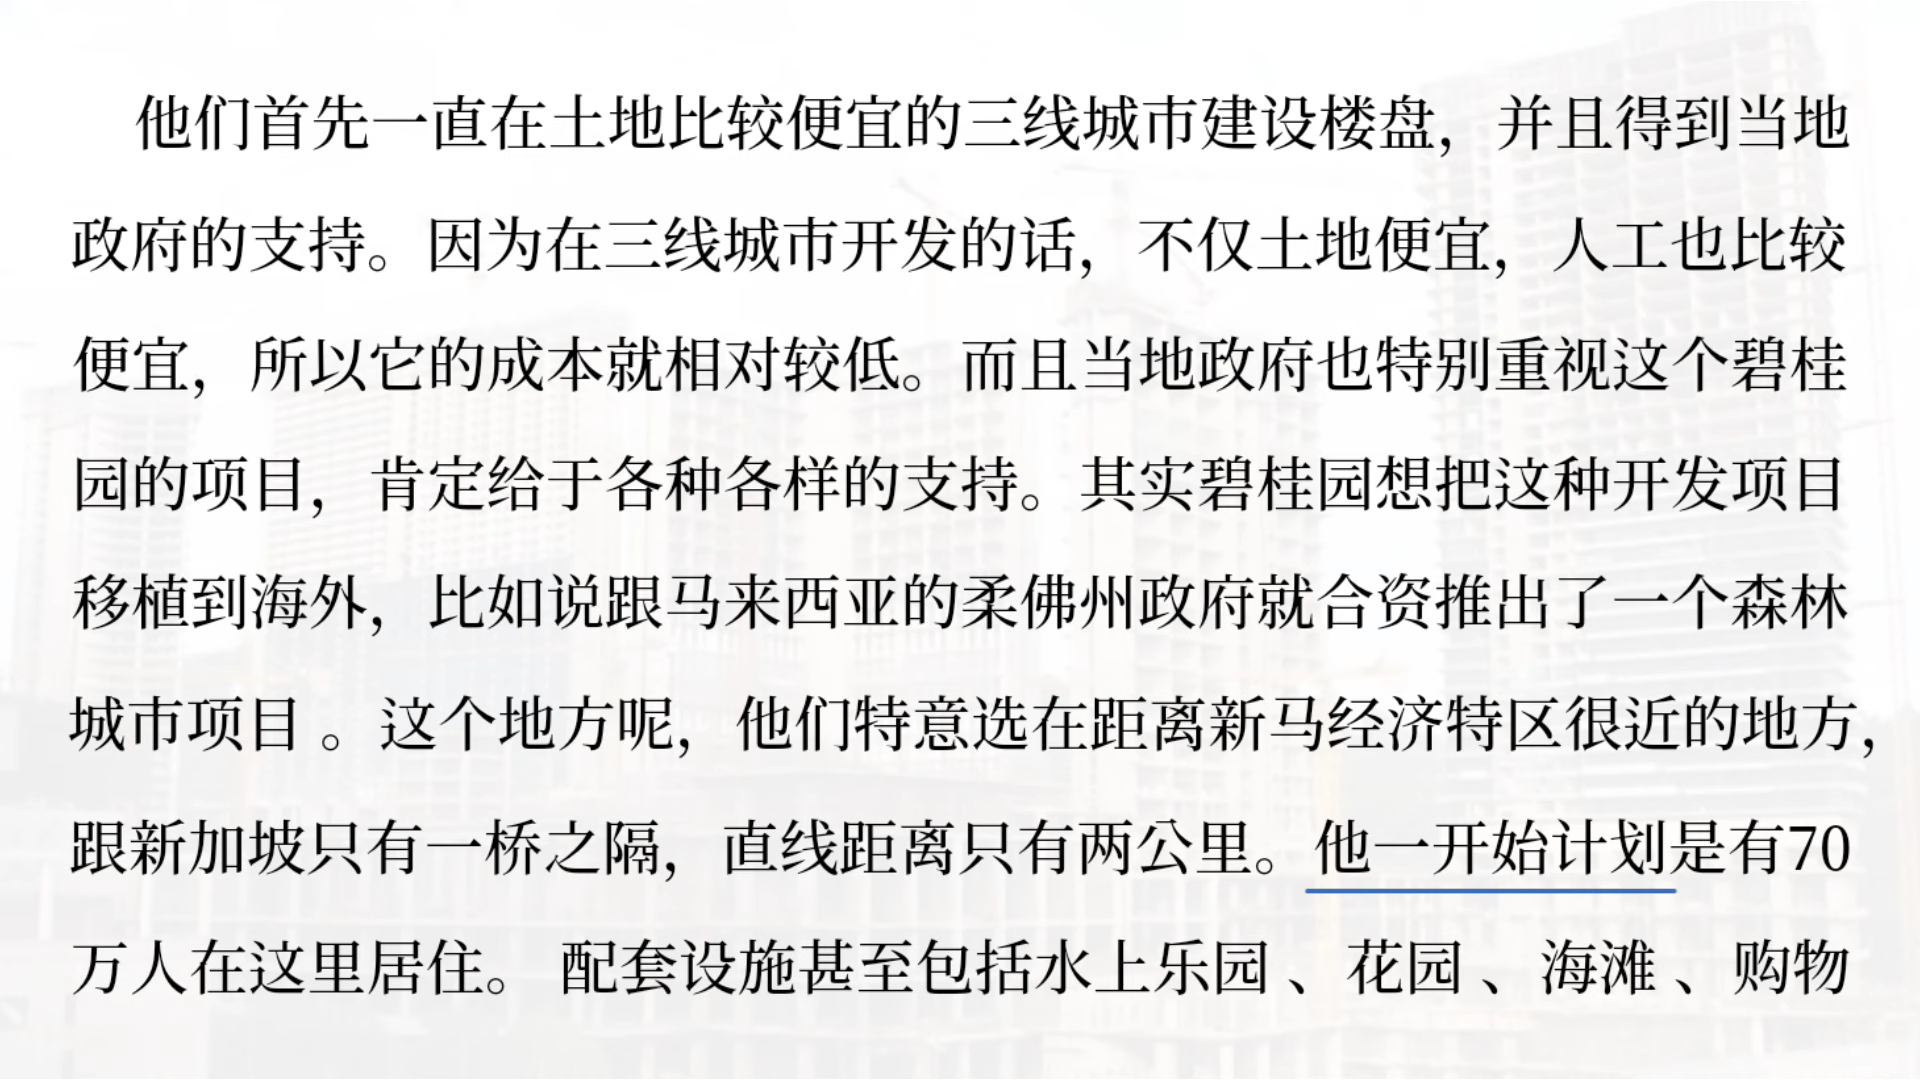 他们首先一直在土地比较便宜的三线城市建设楼盘，并且得到当地
政府的支持。因为在三线城市开发的话，不仅土地便宜，人工也比较
便宜，所以它的成本就相对较低。而且当地政府也特别重视这个碧桂
园的项目，肯定给于各种各样的支持。其实碧桂园想把这种开发项目
移植到海外，比如说跟马来西亚的柔佛州政府就合资推出了一个森林
城市项目 。这个地方呢，他们特意选在距离新马经济特区很近的地方，
跟新加坡只有一桥之隔，直线距离只有两公里。他一开始计划是有70
万人在这里居住。 配套设施甚至包括水上乐园 、花园 、海滩 、购物